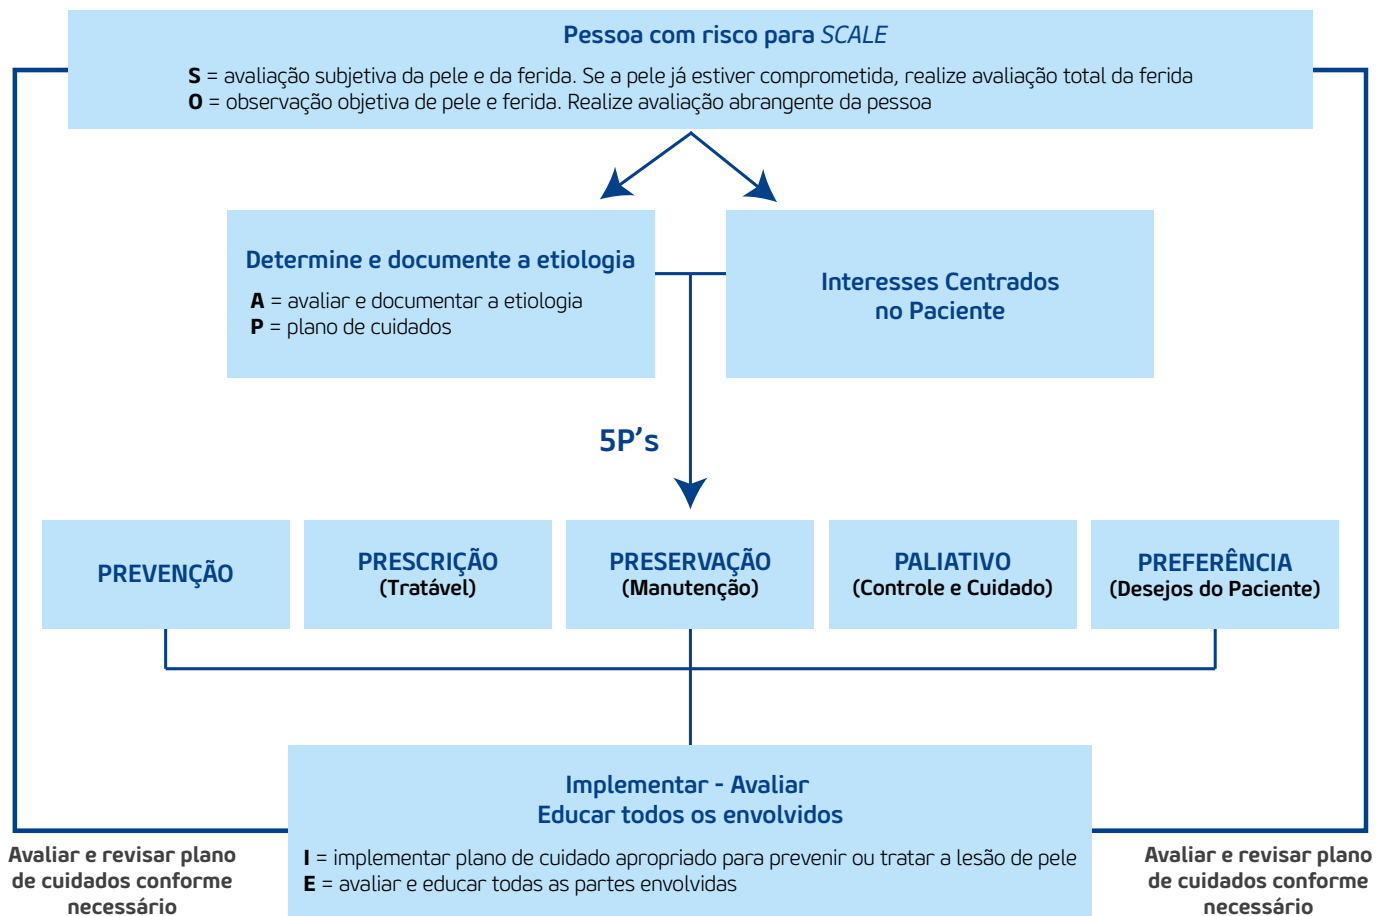 Pessoa com risco para SCALE
S = avaliação subjetiva da pele e da ferida. Se a pele já estiver comprometida, realize avaliação total da ferida
O = observação objetiva de pele e ferida. Realize avaliação abrangente da pessoa
Determine e documente a etiologia
A = avaliar e documentar a etiologia
P = plano de cuidados
Interesses Centrados
no Paciente
5P's
PREVENÇÃO
PRESCRIÇÃO
(Tratável)
PRESERVAÇÃO
(Manutenção)
PALIATIVO
(Controle e Cuidado)
PREFERÊNCIA
(Desejos do Paciente)
Implementar - Avaliar
Educar todos os envolvidos
I = implementar plano de cuidado apropriado para prevenir ou tratar a lesão de pele
E = avaliar e educar todas as partes envolvidas
Avaliar e revisar plano
de cuidados conforme
necessário
Avaliar e revisar plano
de cuidados conforme
necessário